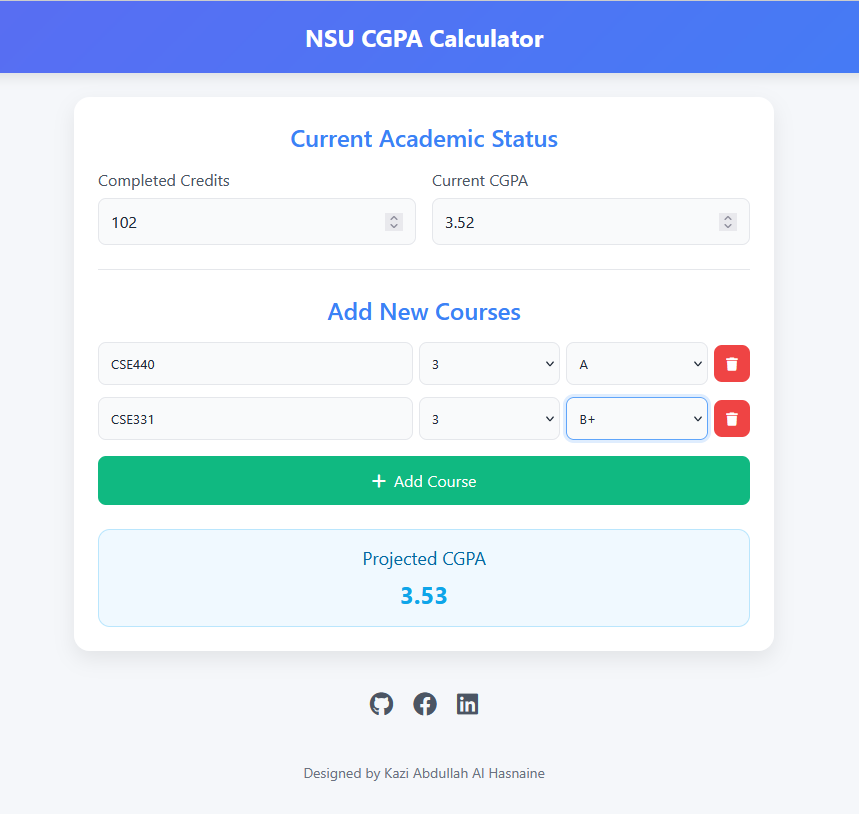 NSU CGPA Calculator
Current Academic Status
Completed Credits
Current CGPA
102
3.52
Add New Courses
CSE440
3
A
CSE331
3
B+
+ Add Course
Projected CGPA
3.53
in
Designed by Kazi Abdullah Al Hasnaine